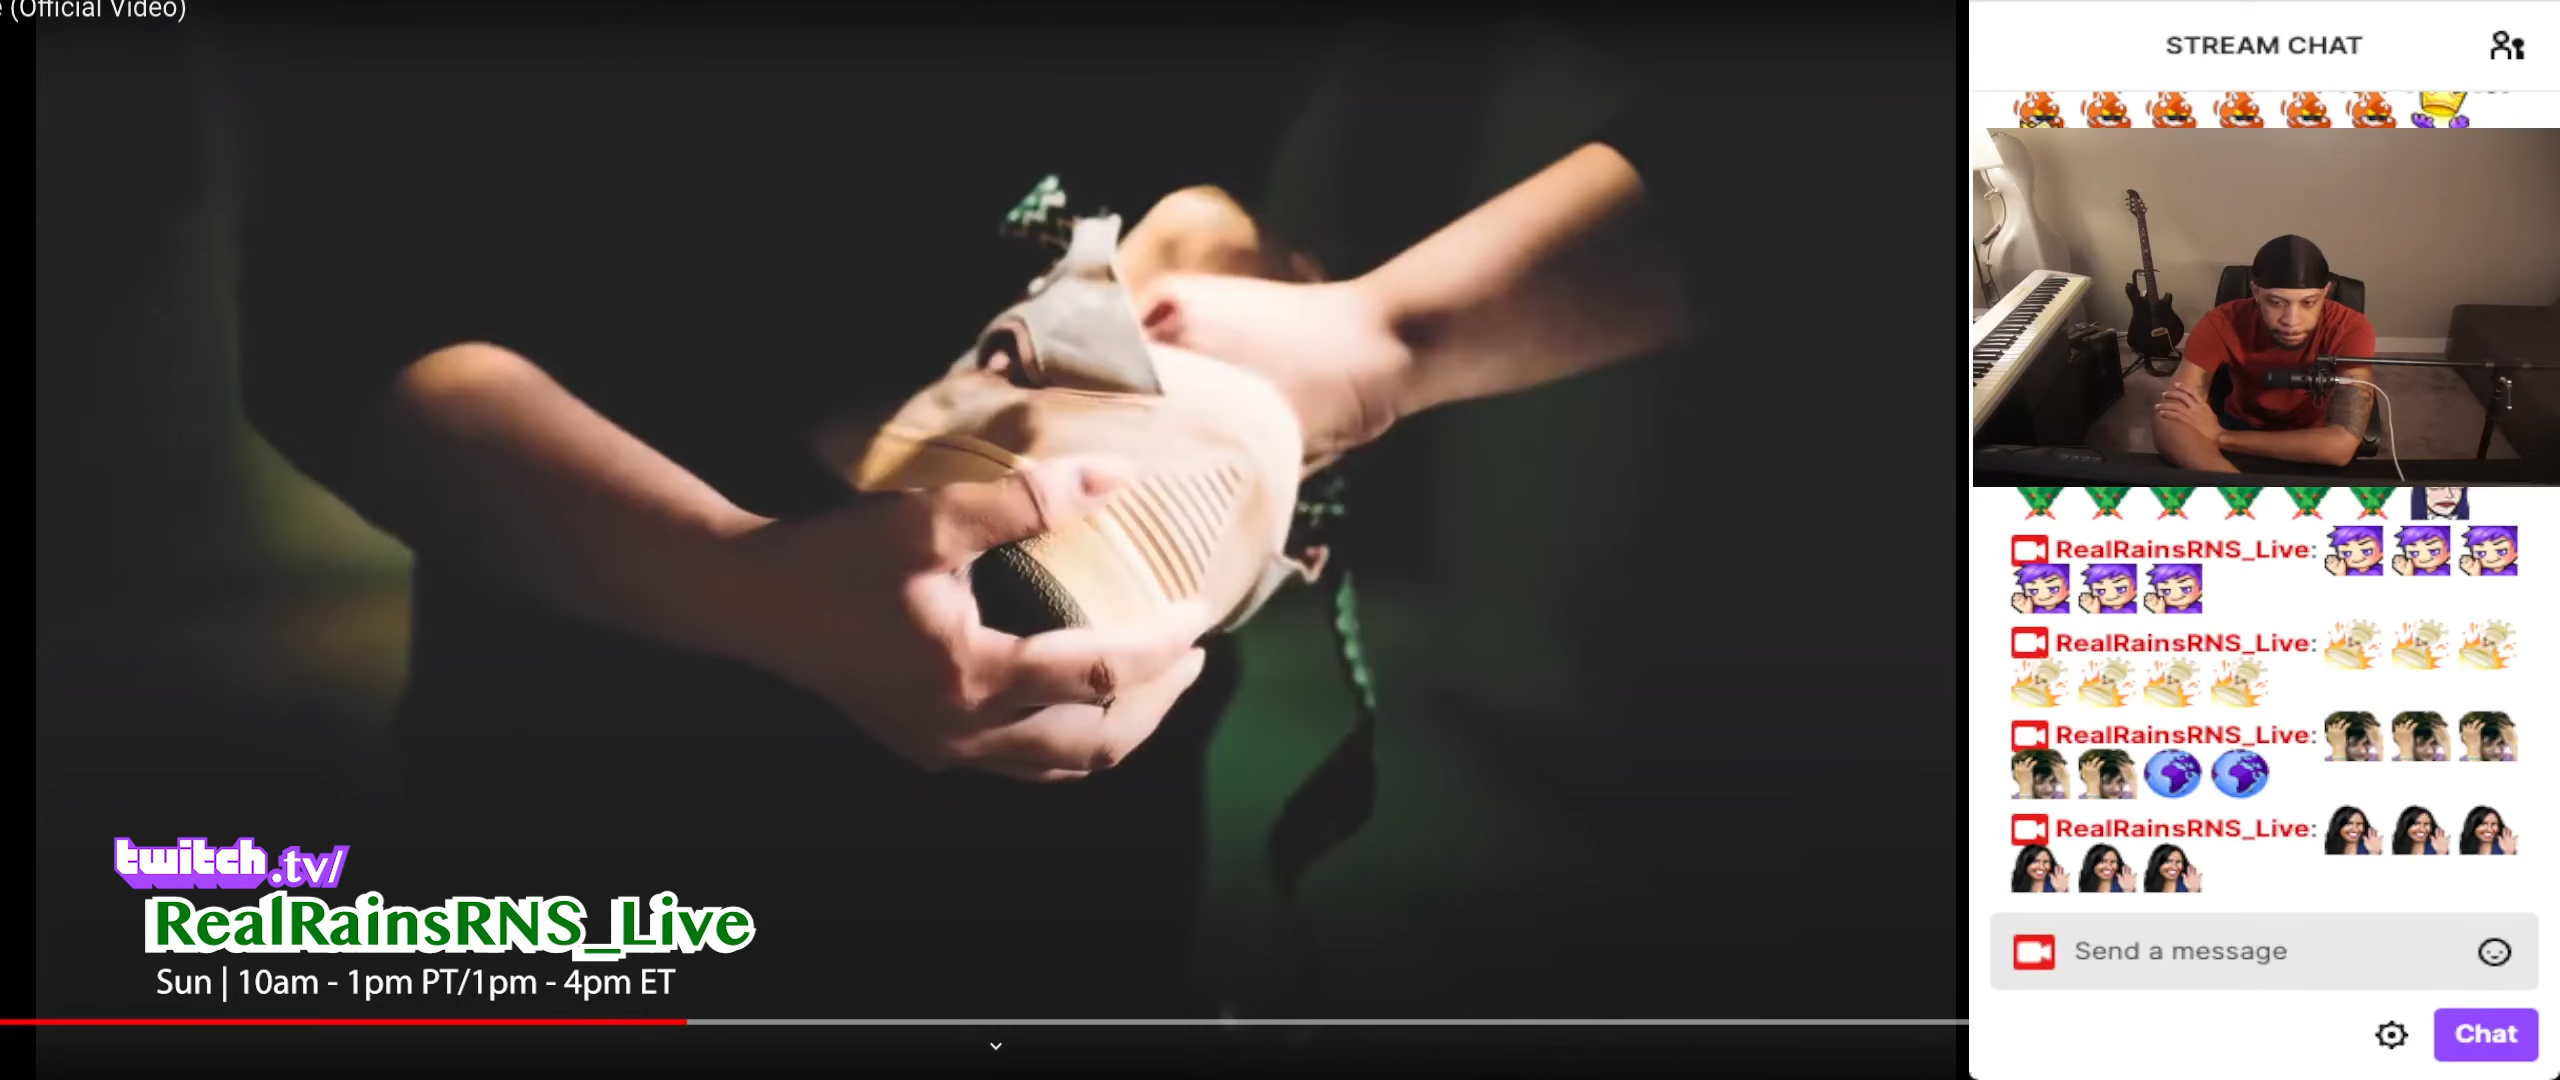 (Official Video)
STREAM CHAT
RealRainsRNS_Live:
RealRainsRNS_Live:
RealRainsRNS_Live:
RealRainsRNS_Live:
Send a message
Chat
twitch.tv/
RealRainsRNS_Live
Sun | 10am - 1pm PT/1pm - 4pm ET